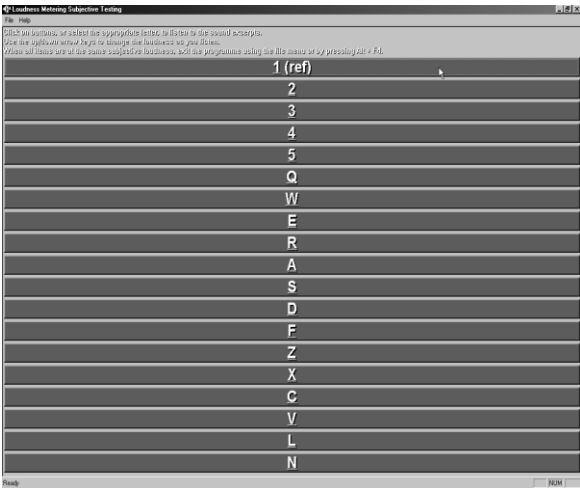 Loudness Metering Subjective Testing
File Help
Click on buttons, or select the appropriate letter, to listen to the sound excerpts.
Use the up/down arrow keys to change the loudness as you listen.
When all items are at the same subjective loudness, exit the programme using the file menu or by pressing Alt + F4.
1 (ref)
2
3
4
5
Q
W
E
R
A
S
D
F
Z
X
C
V
L
N
Ready NUM